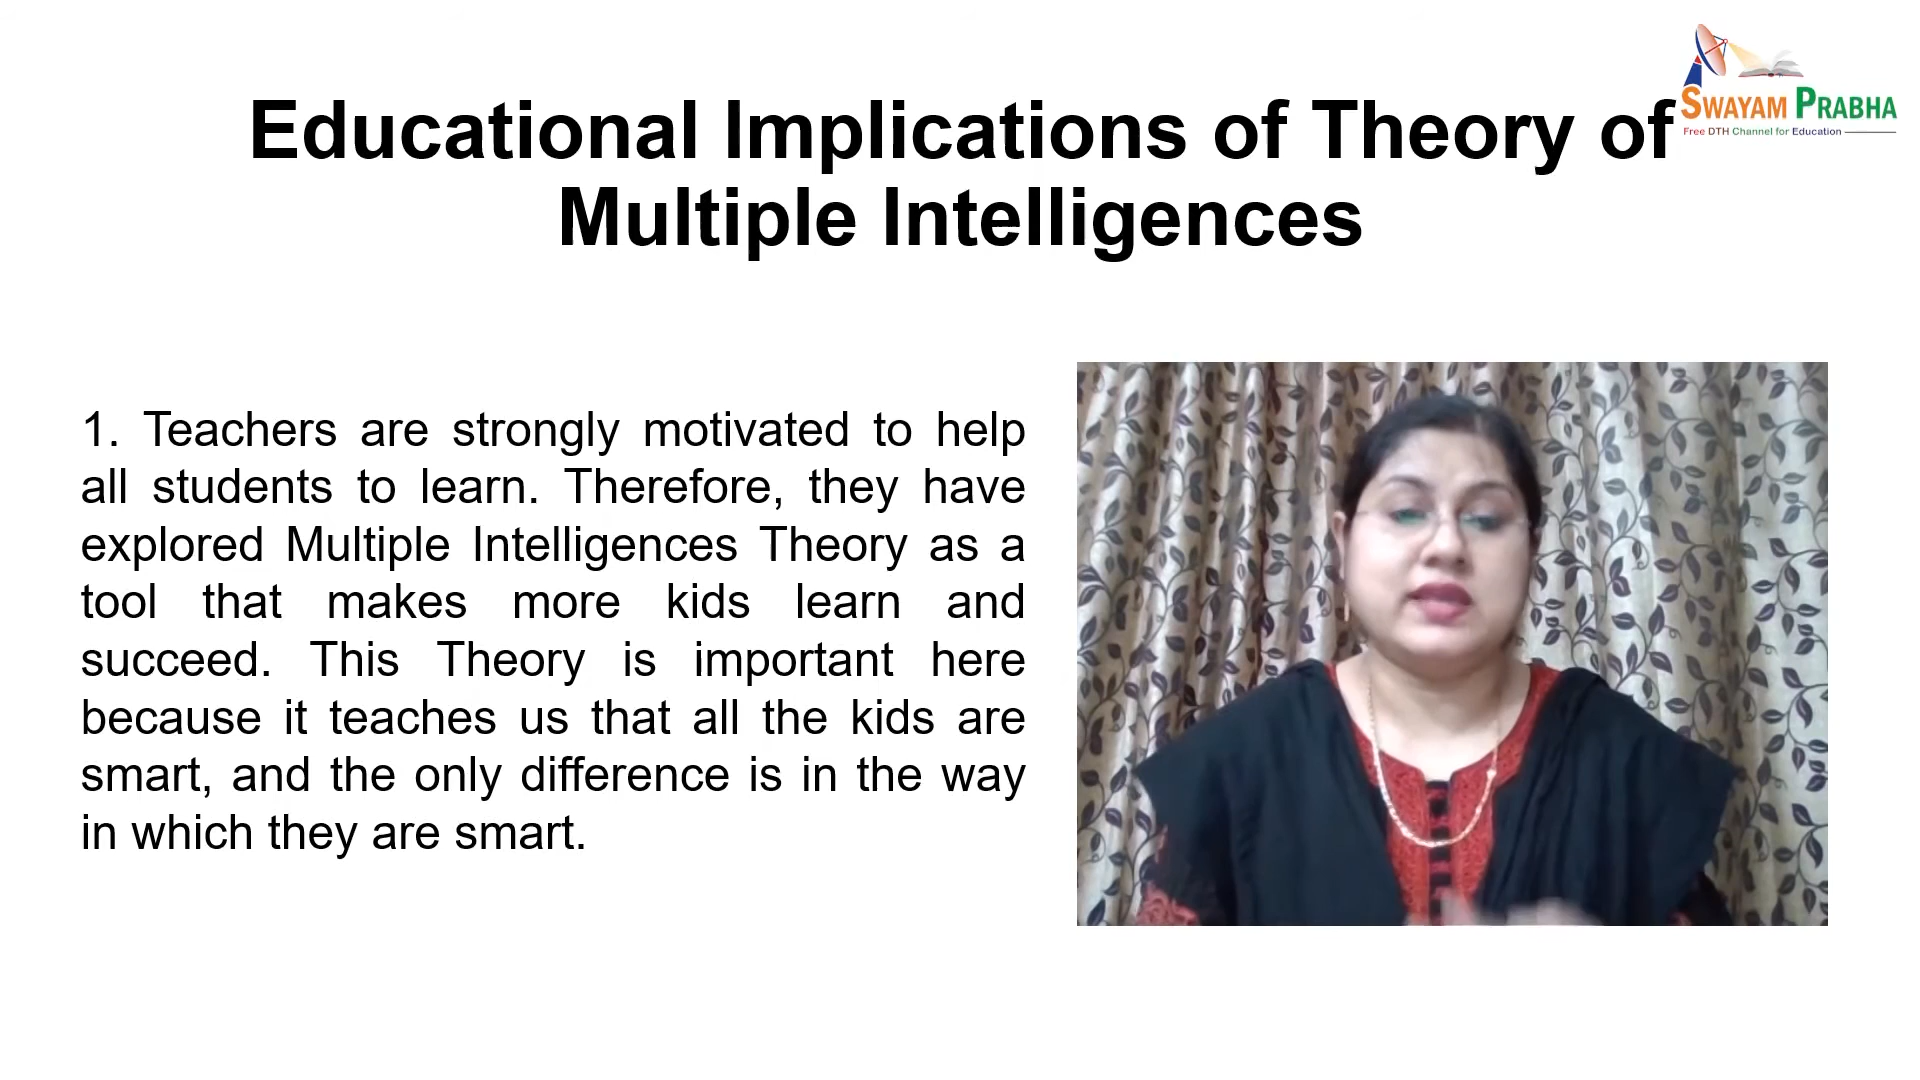 SWAYAM PRABHA
Free DTH Channel for Education
Educational Implications of Theory of
Multiple Intelligences
1. Teachers are strongly motivated to help
all students to learn. Therefore, they have
explored Multiple Intelligences Theory as a
tool that makes more kids learn and
succeed. This Theory is important here
because it teaches us that all the kids are
smart, and the only difference is in the way
in which they are smart.